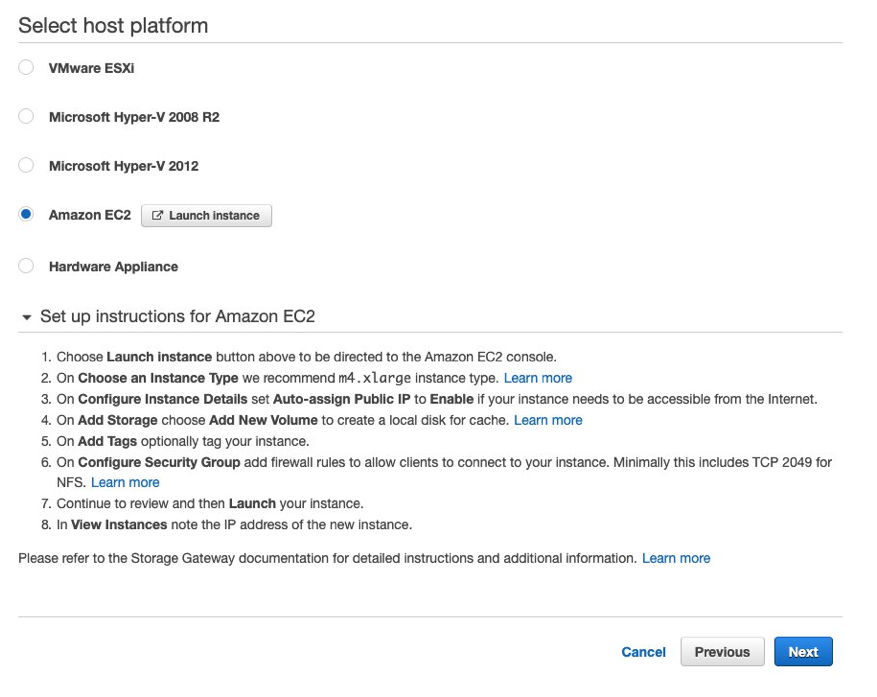 Select host platform
VMware ESXi
Microsoft Hyper-V 2008 R2
Microsoft Hyper-V 2012
Amazon EC2 Launch instance
Hardware Appliance
Set up instructions for Amazon EC2
1. Choose Launch instance button above to be directed to the Amazon EC2 console.
2. On Choose an Instance Type we recommend m4.xlarge instance type. Learn more
3. On Configure Instance Details set Auto-assign Public IP to Enable if your instance needs to be accessible from the Internet.
4. On Add Storage choose Add New Volume to create a local disk for cache. Learn more
5. On Add Tags optionally tag your instance.
6. On Configure Security Group add firewall rules to allow clients to connect to your instance. Minimally this includes TCP 2049 for
NFS. Learn more
7. Continue to review and then Launch your instance.
8. In View Instances note the IP address of the new instance.
Please refer to the Storage Gateway documentation for detailed instructions and additional information. Learn more
Cancel Previous Next